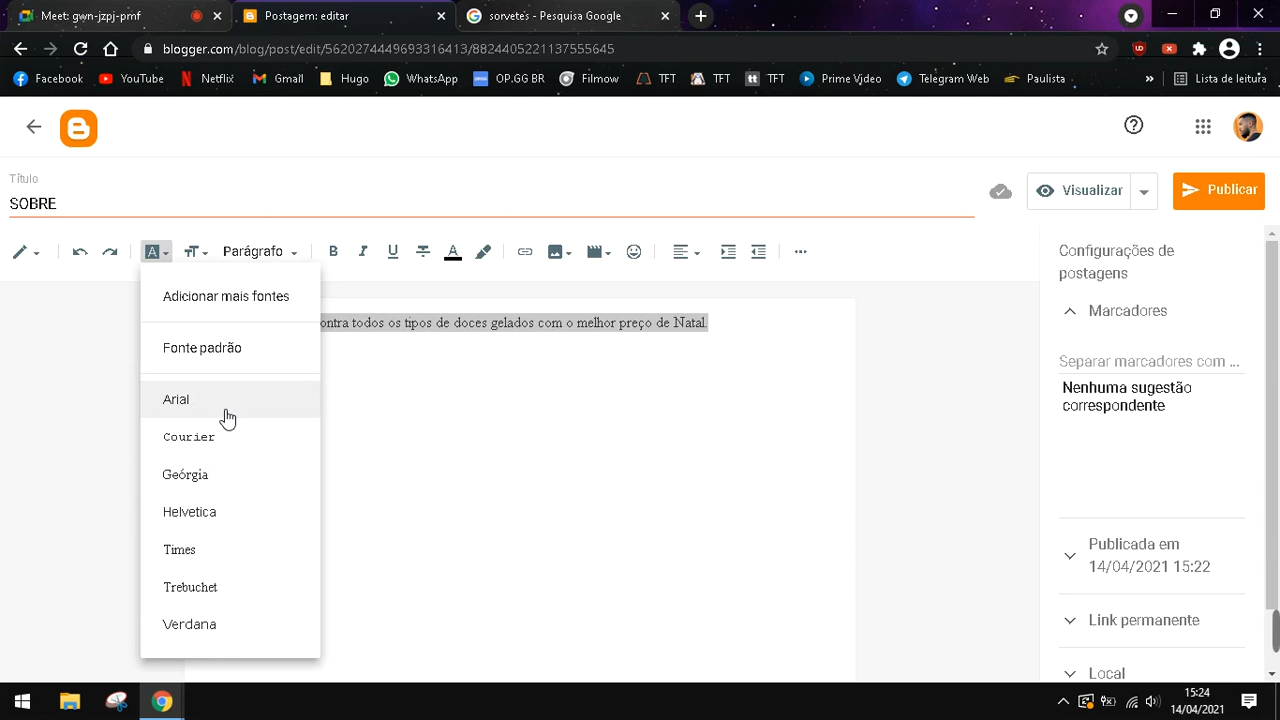 Meet: gwn-jzpj-pmf
Postagem: editar
sorvetes - Pesquisa Google
blogger.com/blog/post/edit/5620274449693316413/8824405221137555645
Facebook
YouTube
Netflix
Gmail
Hugo
WhatsApp
OP.GG BR
Filmow
TFT
TFT
TFT
Prime Vídeo
Telegram Web
Paulista
»
Lista de leitura
Título
SOBRE
Visualizar
Publicar
Parágrafo
B I U
Adicionar mais fontes
Fonte padrão
Arial
Courier
Geórgia
Helvetica
Times
Trebuchet
Verdana
ontra todos os tipos de doces gelados com o melhor preço de Natal.
Configurações de
postagens
Marcadores
Separar marcadores com ...
Nenhuma sugestão
correspondente
Publicada em
14/04/2021 15:22
Link permanente
Local
15:24
14/04/2021